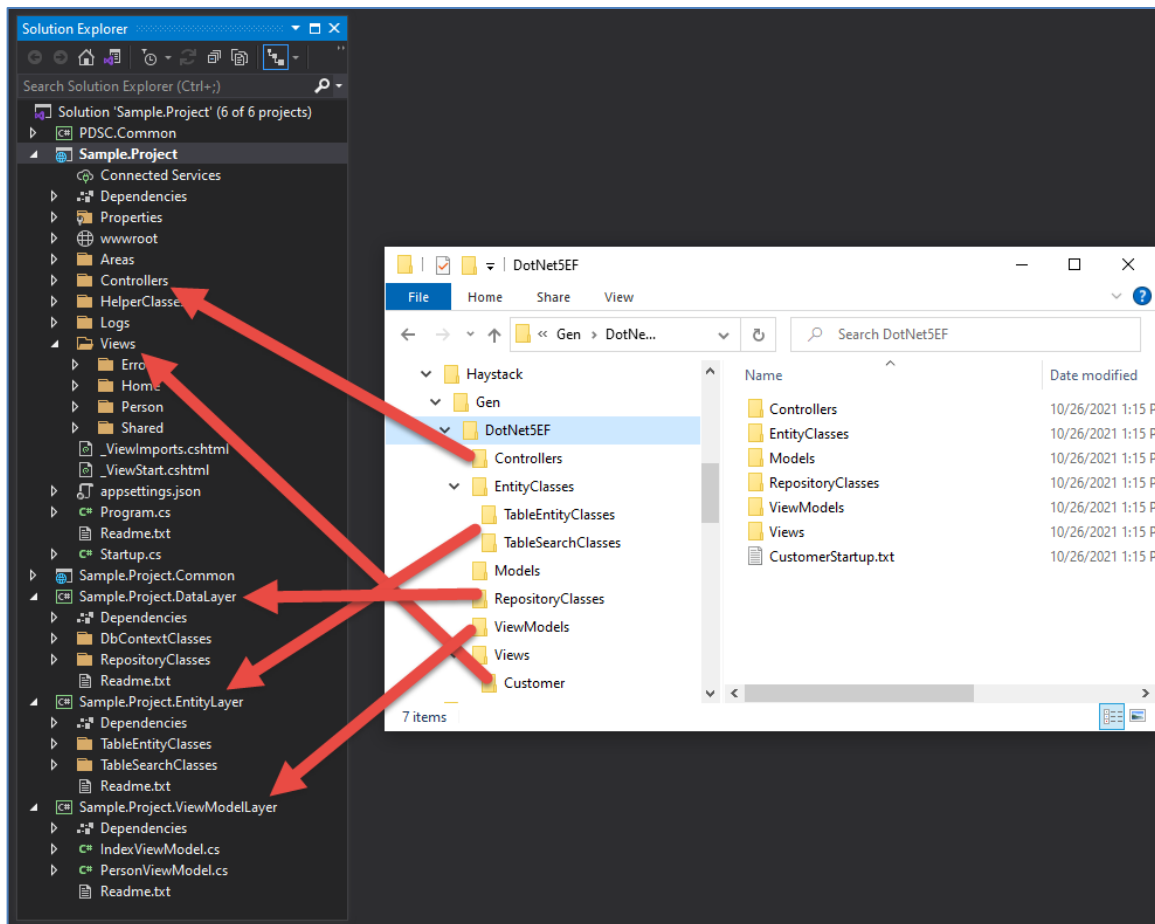 Solution Explorer
Search Solution Explorer (Ctrl+;)
Solution 'Sample.Project' (6 of 6 projects)
C# PDSC.Common
Sample.Project
Connected Services
Dependencies
Properties
wwwroot
Areas
Controllers
HelperClasse
Logs
Views
Erro
Home
Person
Shared
_ViewImports.cshtml
_ViewStart.cshtml
appsettings.json
C# Program.cs
Readme.txt
C# Startup.cs
Sample.Project.Common
C# Sample.Project.DataLayer
Dependencies
DbContextClasses
RepositoryClasses
Readme.txt
C# Sample.Project.EntityLayer
Dependencies
TableEntityClasses
TableSearchClasses
Readme.txt
C# Sample.Project.ViewModelLayer
Dependencies
C# IndexViewModel.cs
C# PersonViewModel.cs
Readme.txt
DotNet5EF
File Home Share View
« Gen > DotNe...
Search DotNet5EF
Haystack
Gen
DotNet5EF
Controllers
EntityClasses
TableEntityClasses
TableSearchClasses
Models
RepositoryClasses
ViewModels
Views
Customer
Name Date modified
Controllers 10/26/2021 1:15 P
EntityClasses 10/26/2021 1:15 P
Models 10/26/2021 1:15 P
RepositoryClasses 10/26/2021 1:15 P
ViewModels 10/26/2021 1:15 P
Views 10/26/2021 1:15 P
CustomerStartup.txt 10/26/2021 1:15 P
7 items